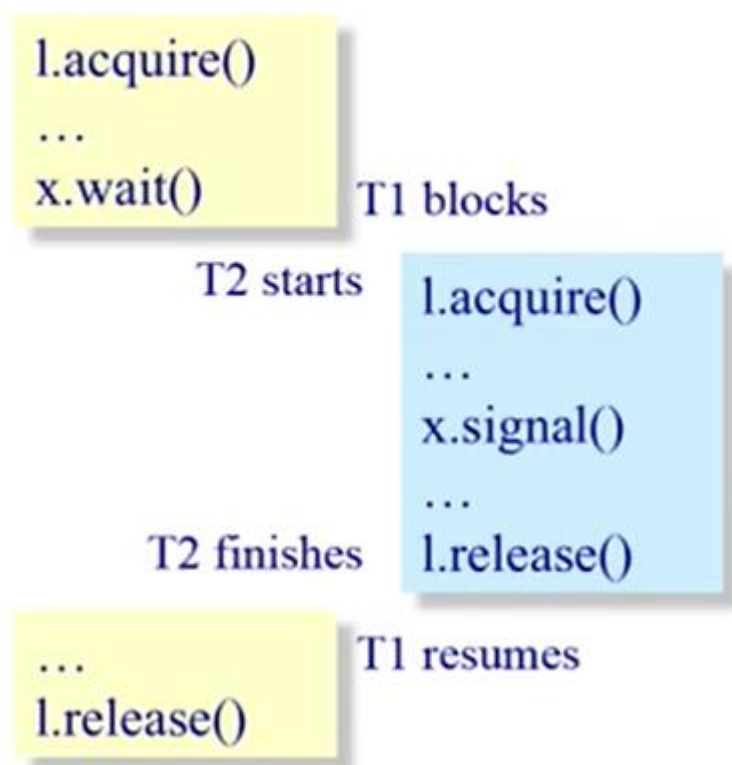 l.acquire()
…
x.wait()
T1 blocks
T2 starts
l.acquire()
…
x.signal()
…
T2 finishes
l.release()
…
T1 resumes
l.release()